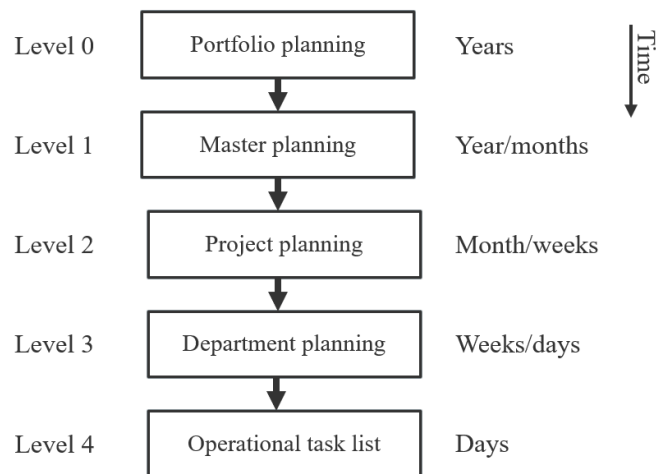 Level 0 Portfolio planning Years
Time
Level 1 Master planning Year/months
Level 2 Project planning Month/weeks
Level 3 Department planning Weeks/days
Level 4 Operational task list Days